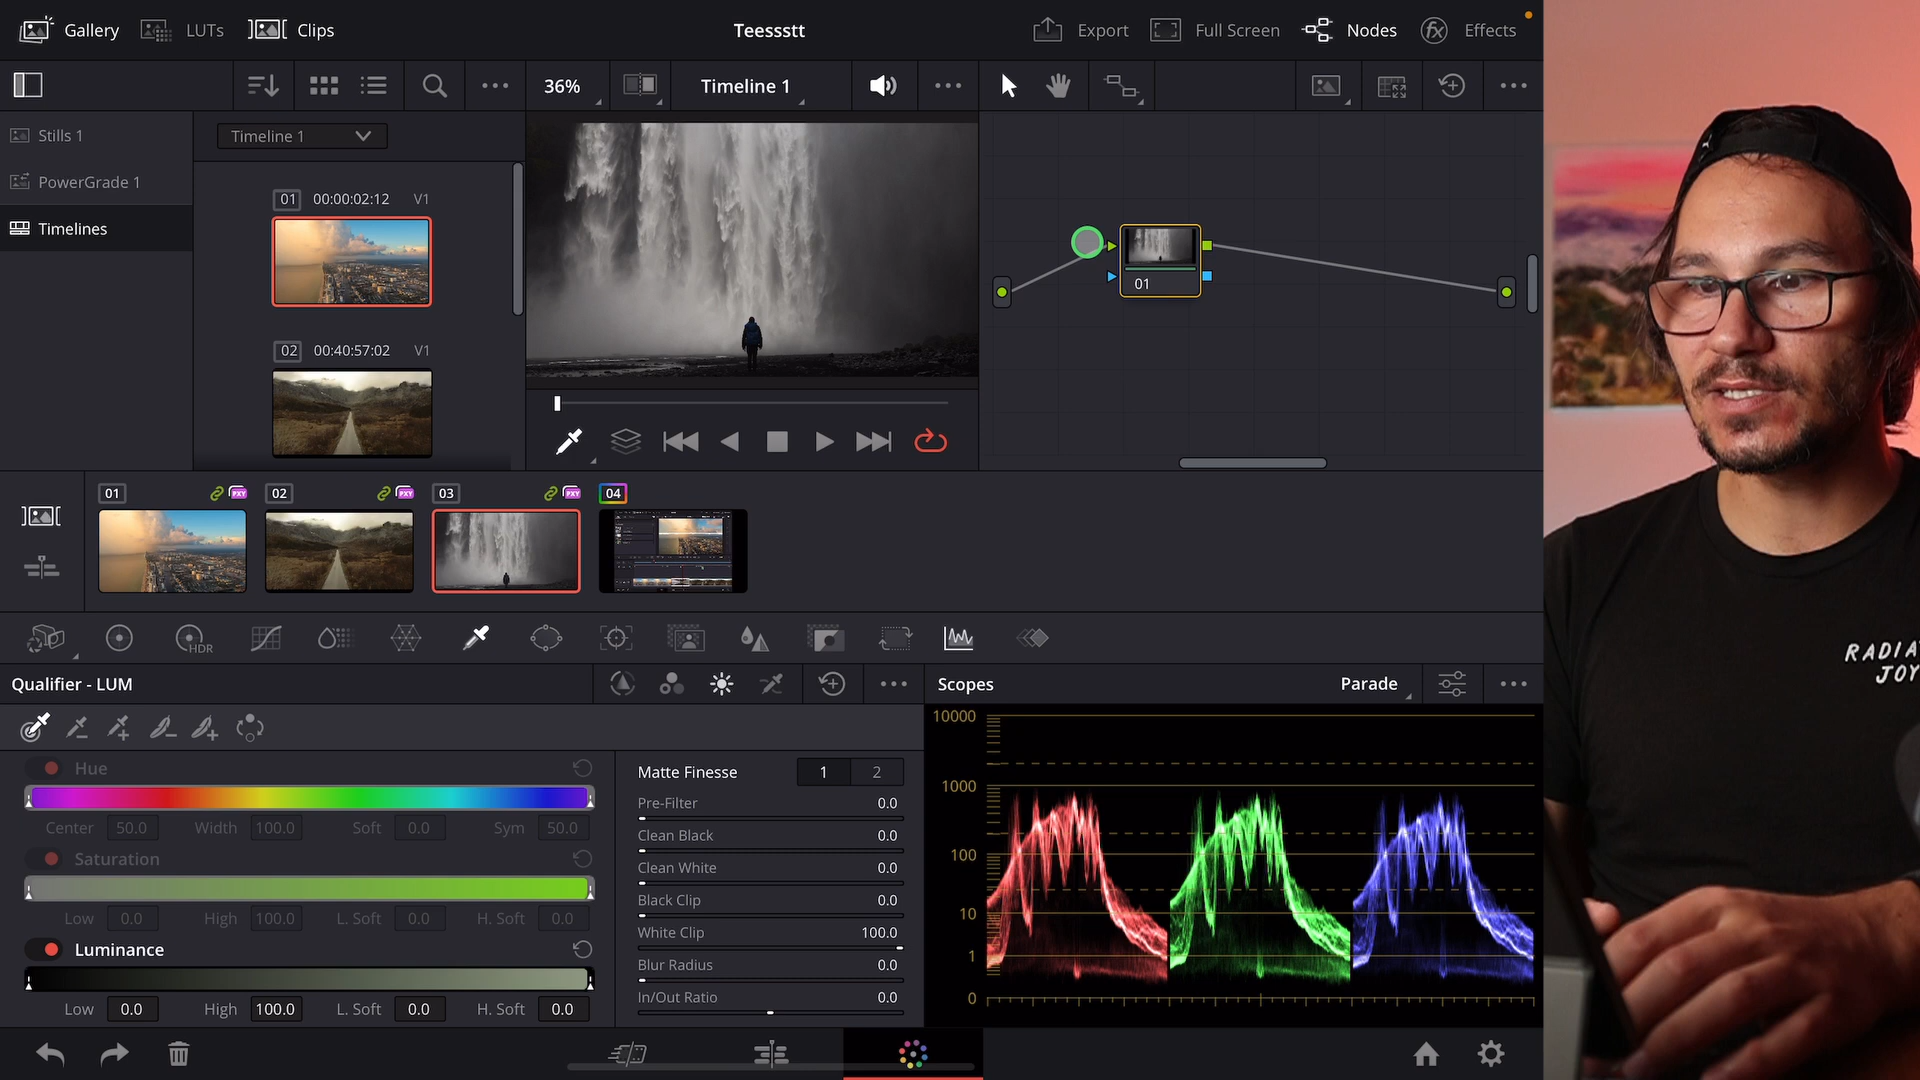 Gallery LUTs Clips Teessstt Export Full Screen Nodes Effects
36% Timeline 1
Stills 1
PowerGrade 1
Timelines
Timeline 1
01 00:00:02:12 V1
02 00:40:57:02 V1
01
01 PXY 02 PXY 03 PXY 04
HDR
Qualifier - LUM
Hue
Center 50.0 Width 100.0 Soft 0.0 Sym 50.0
Saturation
Low 0.0 High 100.0 L. Soft 0.0 H. Soft 0.0
Luminance
Low 0.0 High 100.0 L. Soft 0.0 H. Soft 0.0
Matte Finesse 1 2
Pre-Filter 0.0
Clean Black 0.0
Clean White 0.0
Black Clip 0.0
White Clip 100.0
Blur Radius 0.0
In/Out Ratio 0.0
Scopes Parade
10000
1000
100
10
1
0